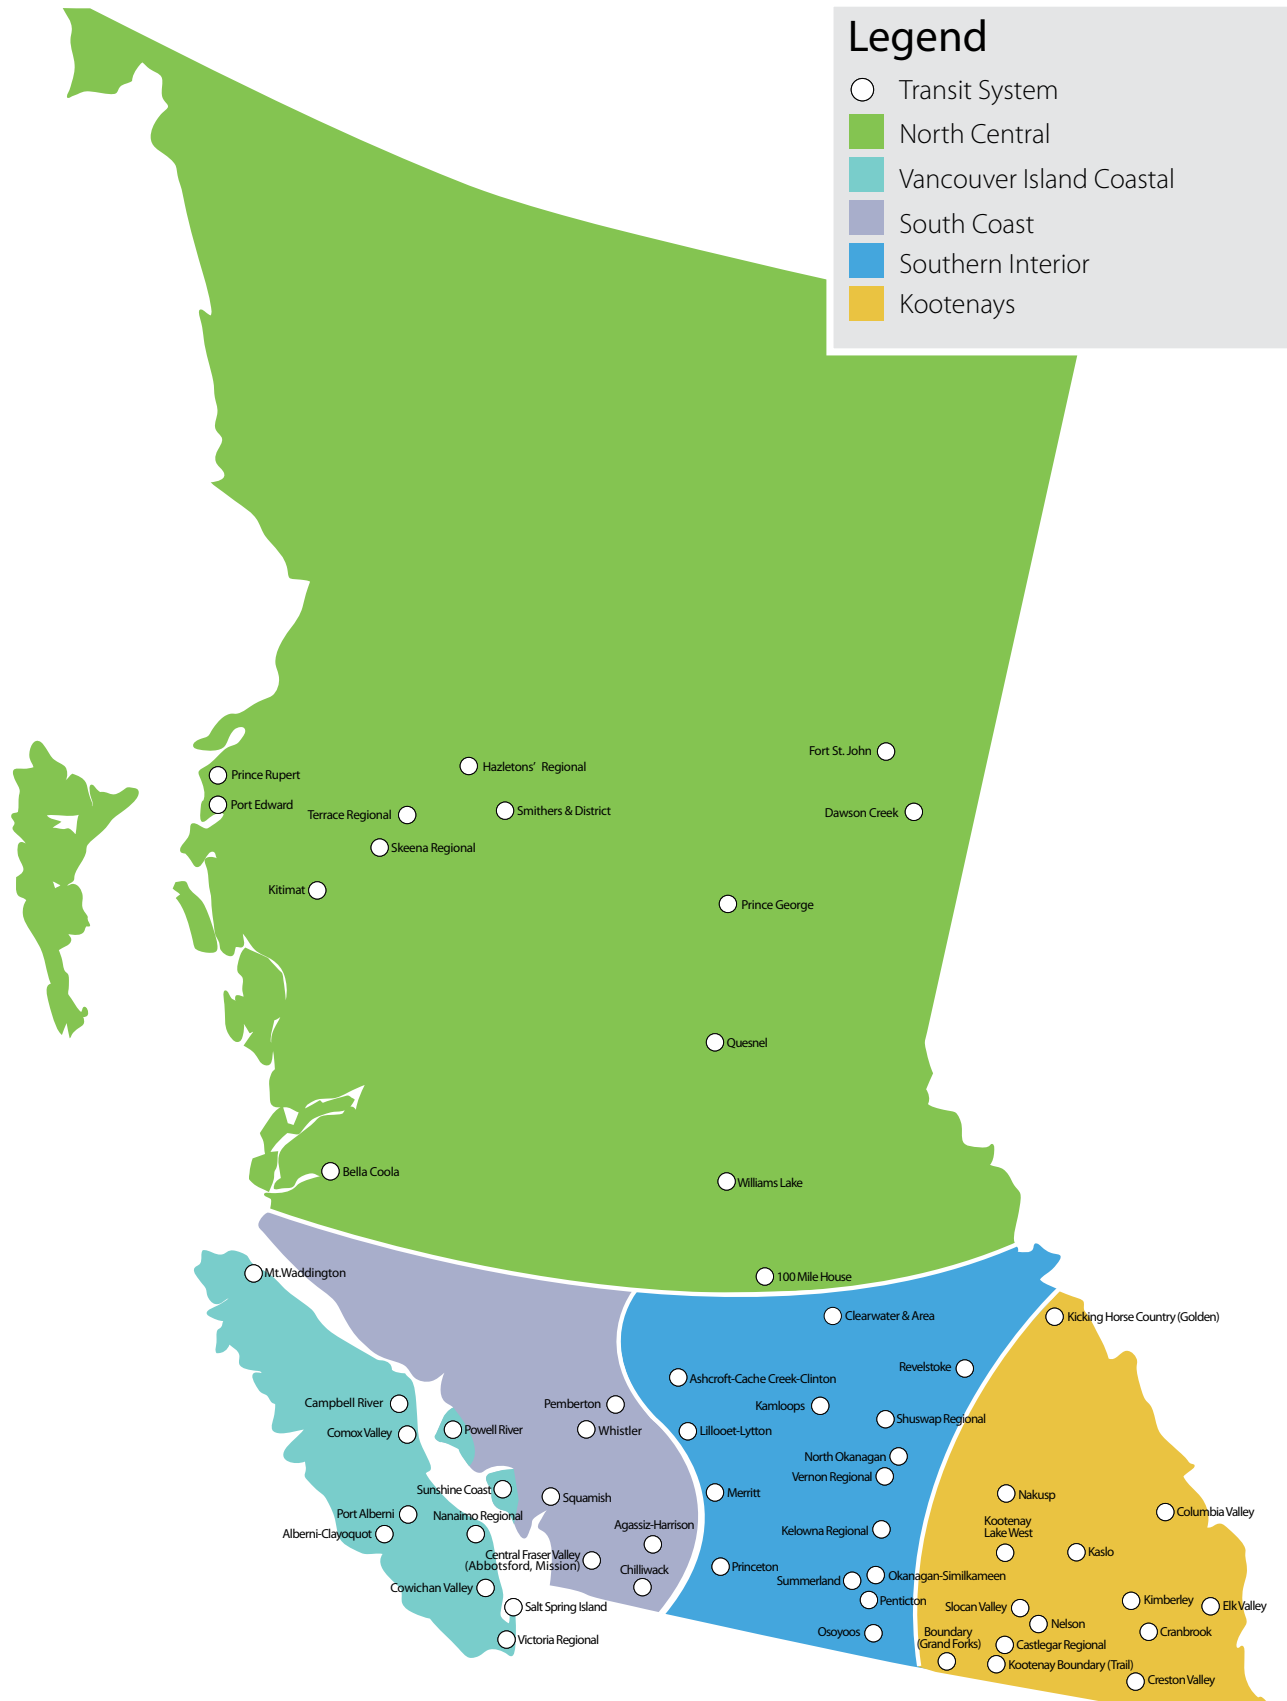 Legend
Transit System
North Central
Vancouver Island Coastal
South Coast
Southern Interior
Kootenays
Fort St. John
Hazletons' Regional
Prince Rupert
Port Edward
Smithers & District
Terrace Regional
Dawson Creek
Skeena Regional
Kitimat
Prince George
Quesnel
Bella Coola
Williams Lake
Mt.Waddington
100 Mile House
Clearwater & Area
Kicking Horse Country (Golden)
Revelstoke
Ashcroft-Cache Creek-Clinton
Campbell River
Pemberton
Kamloops
Shuswap Regional
Comox Valley
Powell River
Whistler
Lillooet-Lytton
North Okanagan
Vernon Regional
Sunshine Coast
Squamish
Merritt
Nakusp
Port Alberni
Nanaimo Regional
Columbia Valley
Alberni-Clayoquot
Agassiz-Harrison
Kelowna Regional
Kootenay
Lake West
Central Fraser Valley
(Abbotsford, Mission)
Chilliwack
Princeton
Kaslo
Cowichan Valley
Summerland
Okanagan-Similkameen
Penticton
Salt Spring Island
Slocan Valley
Kimberley
Elk Valley
Victoria Regional
Osoyoos
Boundary
(Grand Forks)
Nelson
Cranbrook
Castlegar Regional
Kootenay Boundary (Trail)
Creston Valley